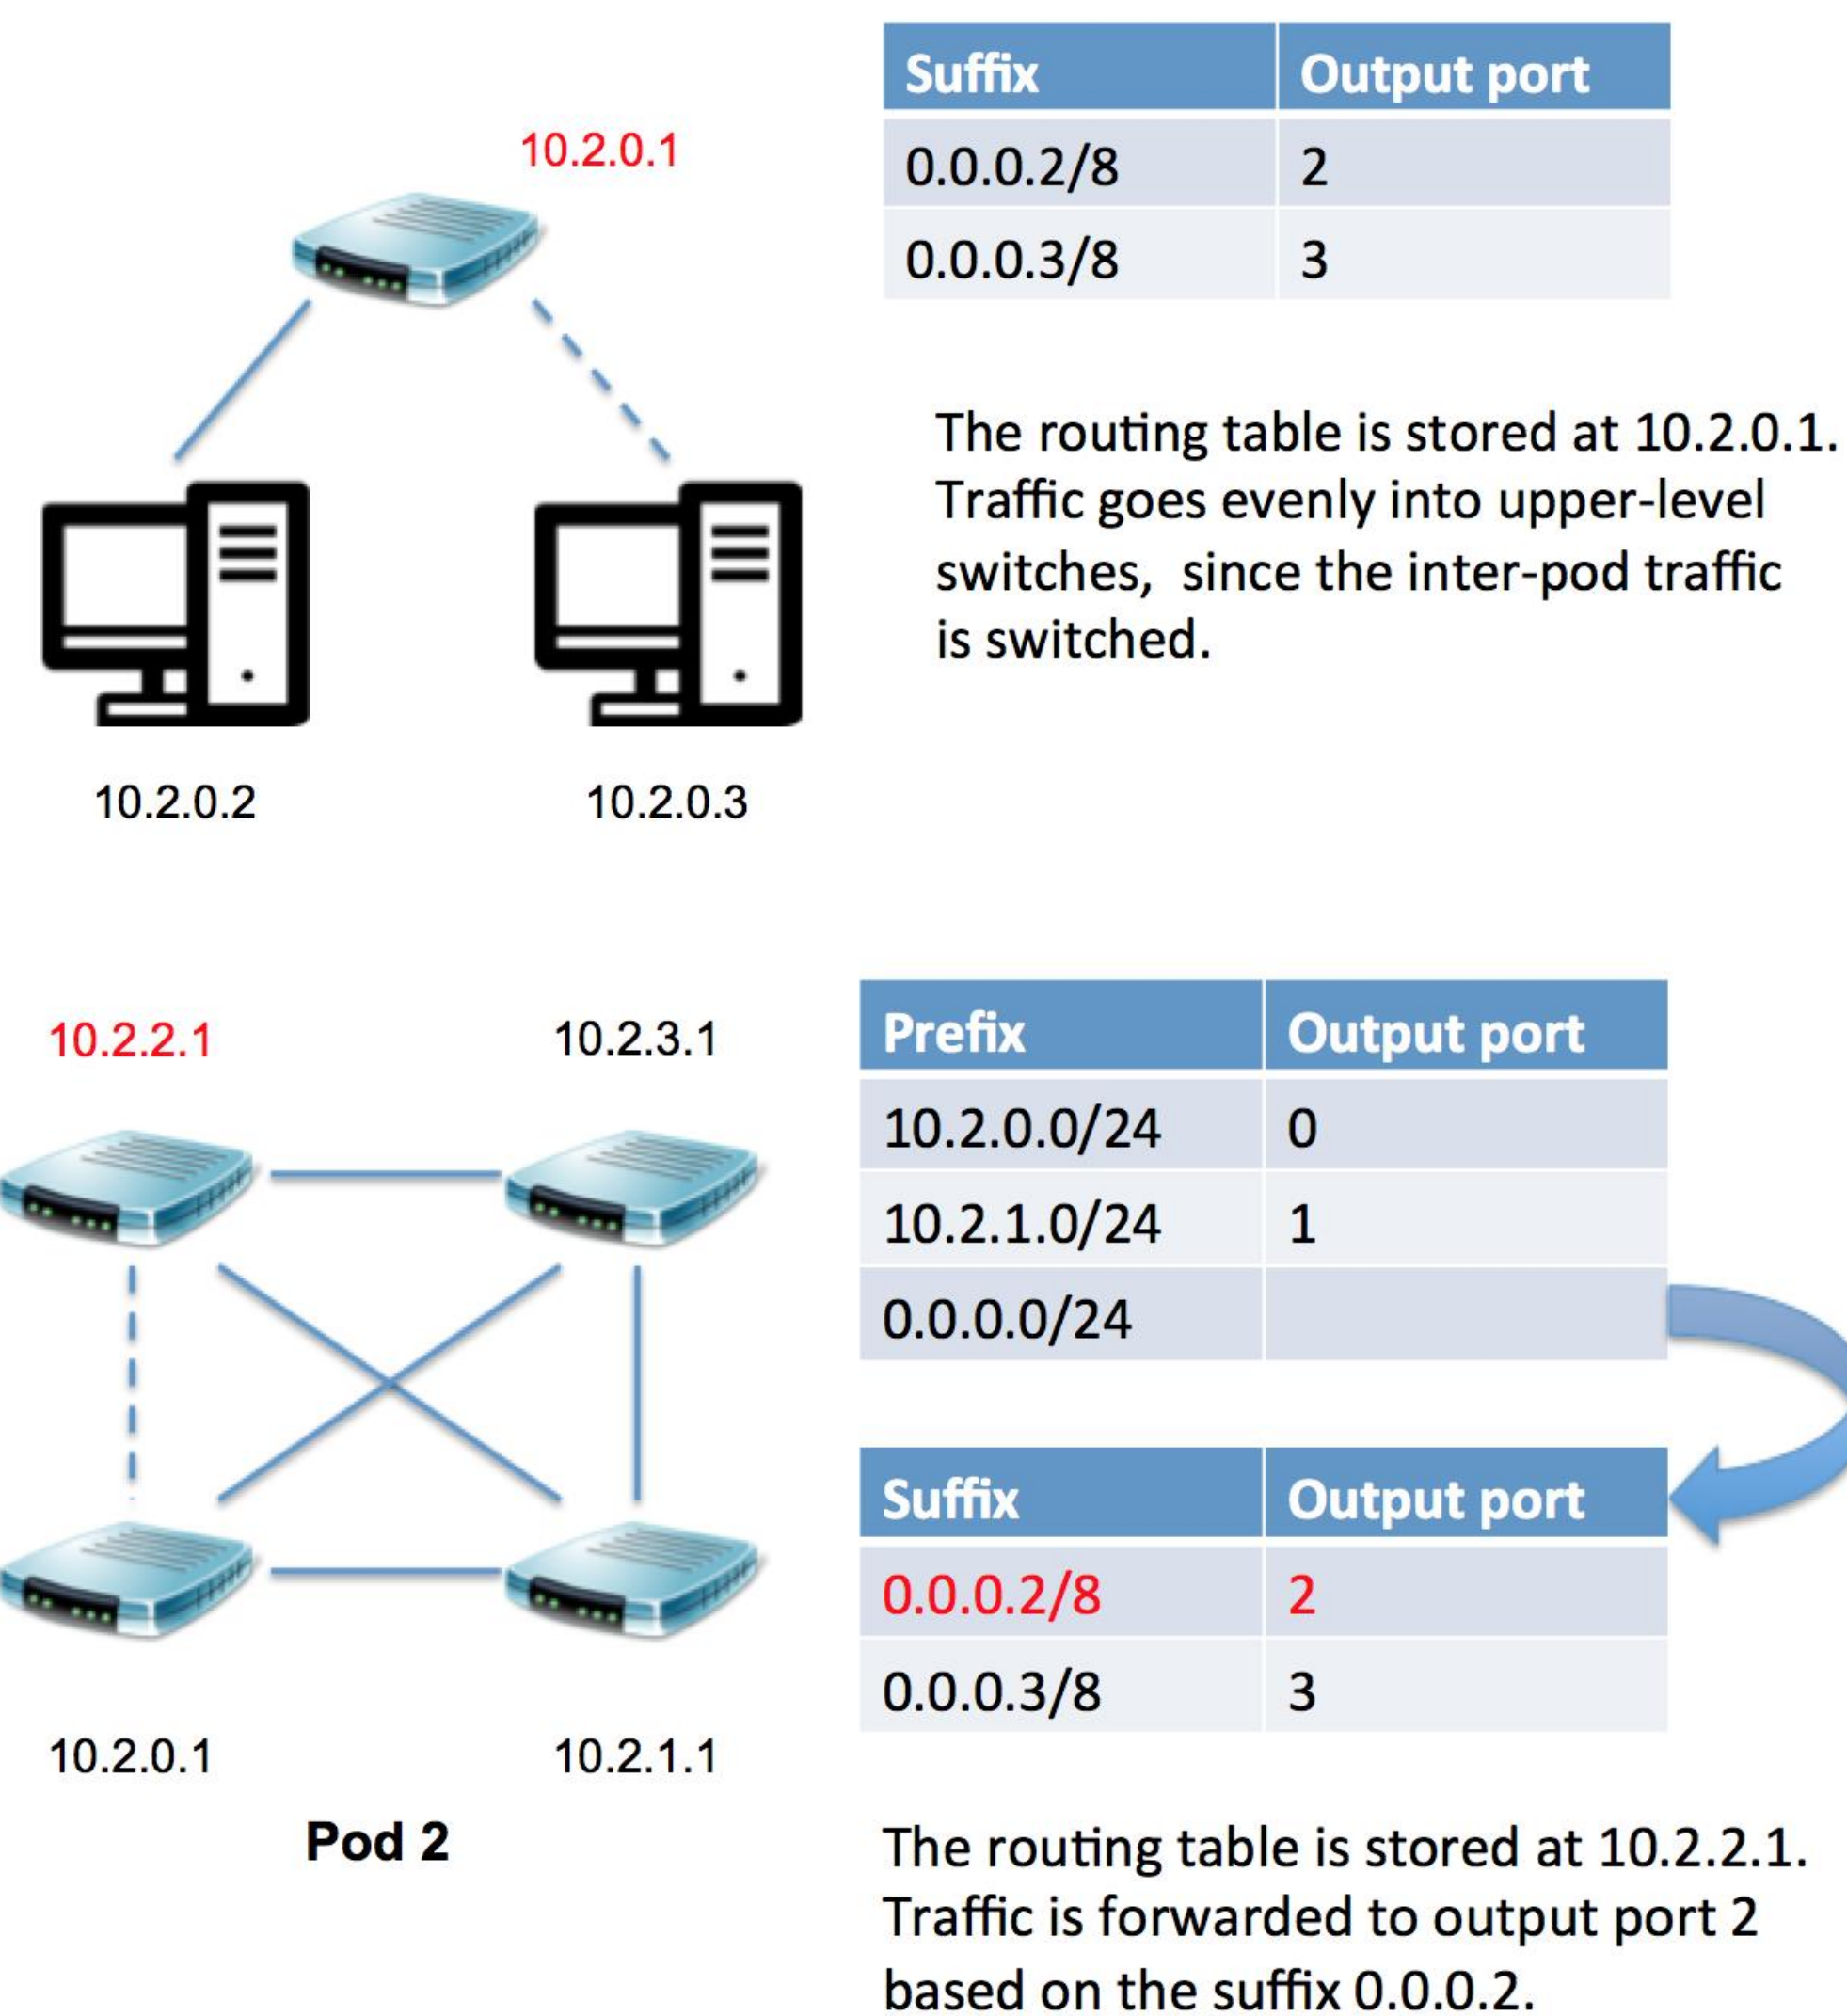 10.2.0.1
10.2.0.2 10.2.0.3
Suffix Output port
0.0.0.2/8 2
0.0.0.3/8 3
The routing table is stored at 10.2.0.1.
Traffic goes evenly into upper-level
switches, since the inter-pod traffic
is switched.
10.2.2.1 10.2.3.1
10.2.0.1 10.2.1.1
Pod 2
Prefix Output port
10.2.0.0/24 0
10.2.1.0/24 1
0.0.0.0/24
Suffix Output port
0.0.0.2/8 2
0.0.0.3/8 3
The routing table is stored at 10.2.2.1.
Traffic is forwarded to output port 2
based on the suffix 0.0.0.2.